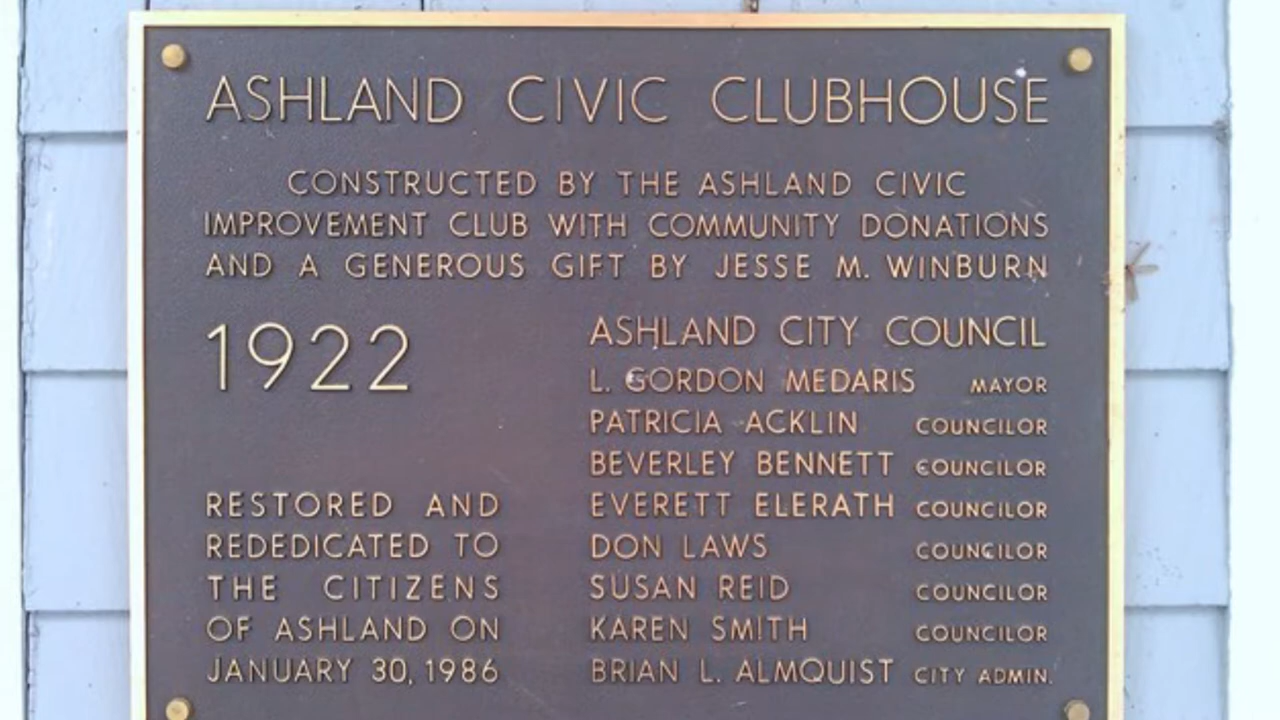 ASHLAND CIVIC CLUBHOUSE
CONSTRUCTED BY THE ASHLAND CIVIC
IMPROVEMENT CLUB WITH COMMUNITY DONATIONS
AND A GENEROUS GIFT BY JESSE M. WINBURN
1922
RESTORED AND
REDEDICATED TO
THE CITIZENS
OF ASHLAND ON
JANUARY 30, 1986
ASHLAND CITY COUNCIL
L. GORDON MEDARIS MAYOR
PATRICIA ACKLIN COUNCILOR
BEVERLEY BENNETT COUNCILOR
EVERETT ELERATH COUNCILOR
DON LAWS COUNCILOR
SUSAN REID COUNCILOR
KAREN SMITH COUNCILOR
BRIAN L. ALMQUIST CITY ADMIN.